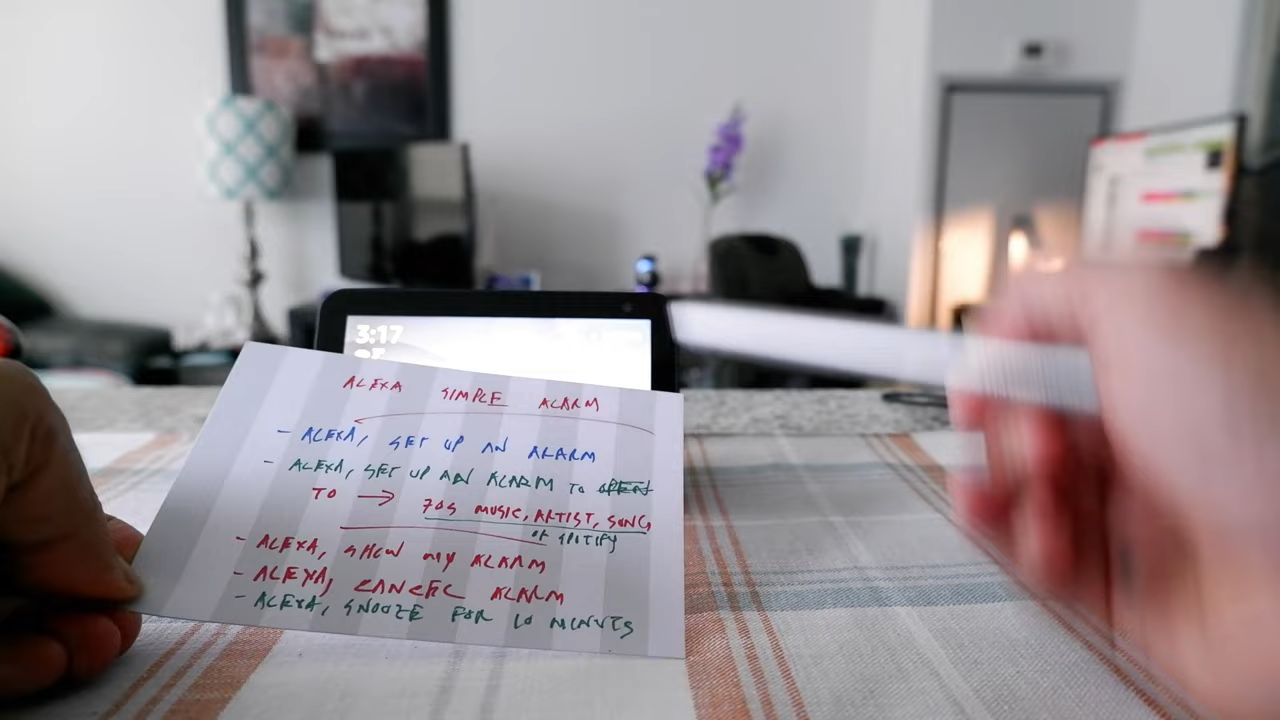 3:17
ALEXA SIMPLE ALARM
- ALEXA, SET UP AN ALARM
- ALEXA, SET UP AN ALARM TO OPEN
TO → 70S MUSIC, ARTIST, SONG
OF SPOTIFY
- ALEXA, SHOW MY ALARM
- ALEXA, CANCEL ALARM
- ALEXA, SNOOZE FOR 10 MINUTES